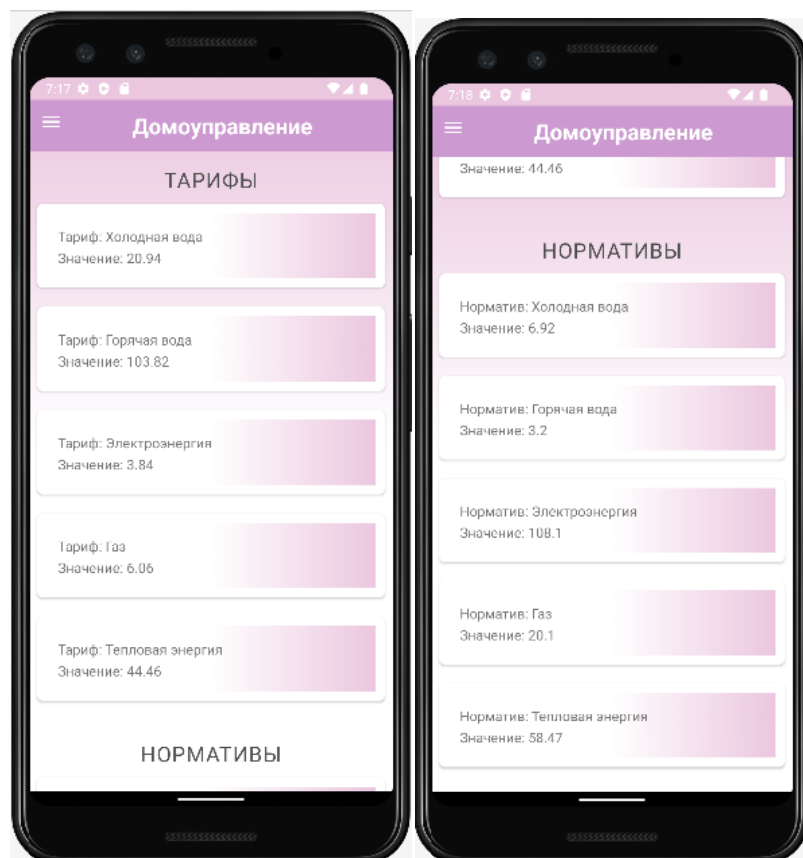 7:17
Домоуправление
ТАРИФЫ
Тариф: Холодная вода
Значение: 20.94
Тариф: Горячая вода
Значение: 103.82
Тариф: Электроэнергия
Значение: 3.84
Тариф: Газ
Значение: 6.06
Тариф: Тепловая энергия
Значение: 44.46
НОРМАТИВЫ
7:18
Домоуправление
Значение: 44.46
НОРМАТИВЫ
Норматив: Холодная вода
Значение: 6.92
Норматив: Горячая вода
Значение: 3.2
Норматив: Электроэнергия
Значение: 108.1
Норматив: Газ
Значение: 20.1
Норматив: Тепловая энергия
Значение: 58.47